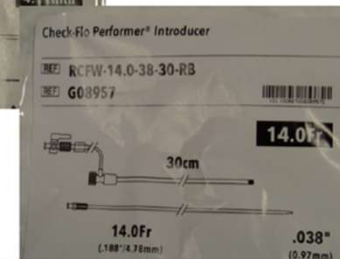 Check-Flo Performer® Introducer
REF RCFW-14.0-38-30-RB
REF G08957
14.0Fr
30cm
14.0Fr
(.188"/4.78mm)
.038"
(0.97mm)